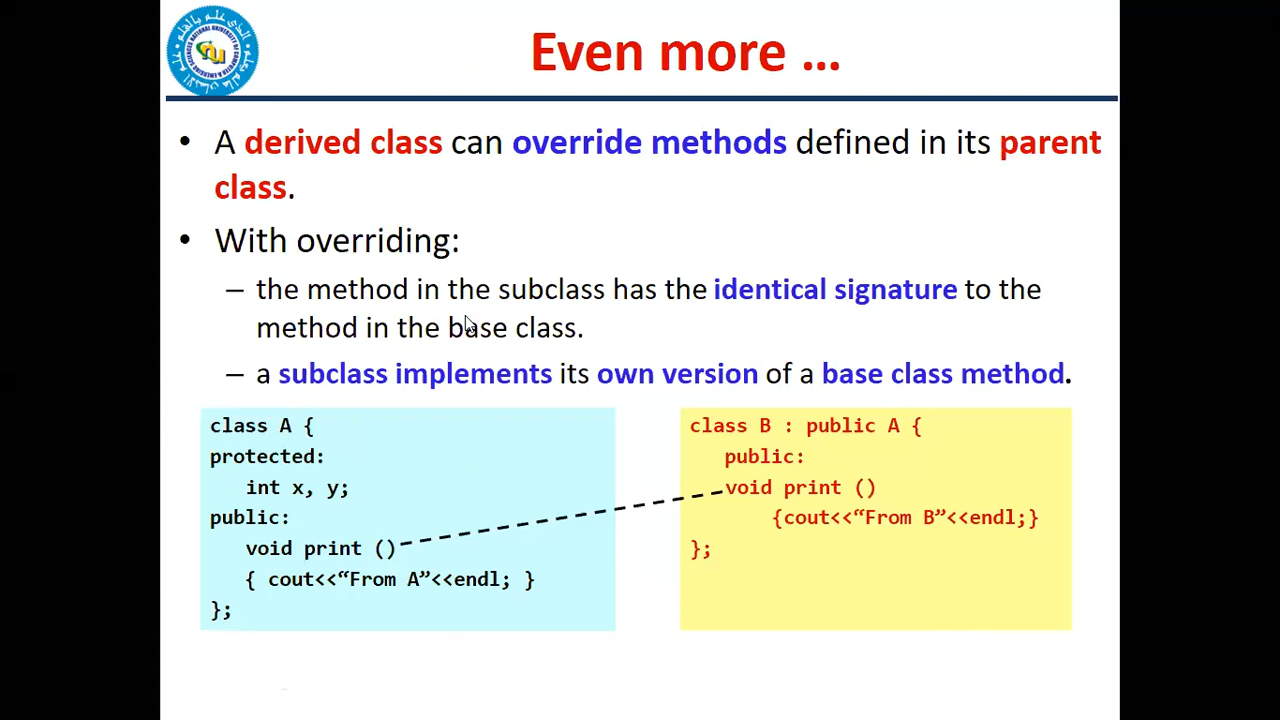 Even more ...
• A derived class can override methods defined in its parent
class.
• With overriding:
– the method in the subclass has the identical signature to the
method in the base class.
– a subclass implements its own version of a base class method.
class A {
protected:
int x, y;
public:
void print ()
{ cout<<“From A”<<endl; }
};
class B : public A {
public:
void print ()
{cout<<“From B”<<endl;}
};